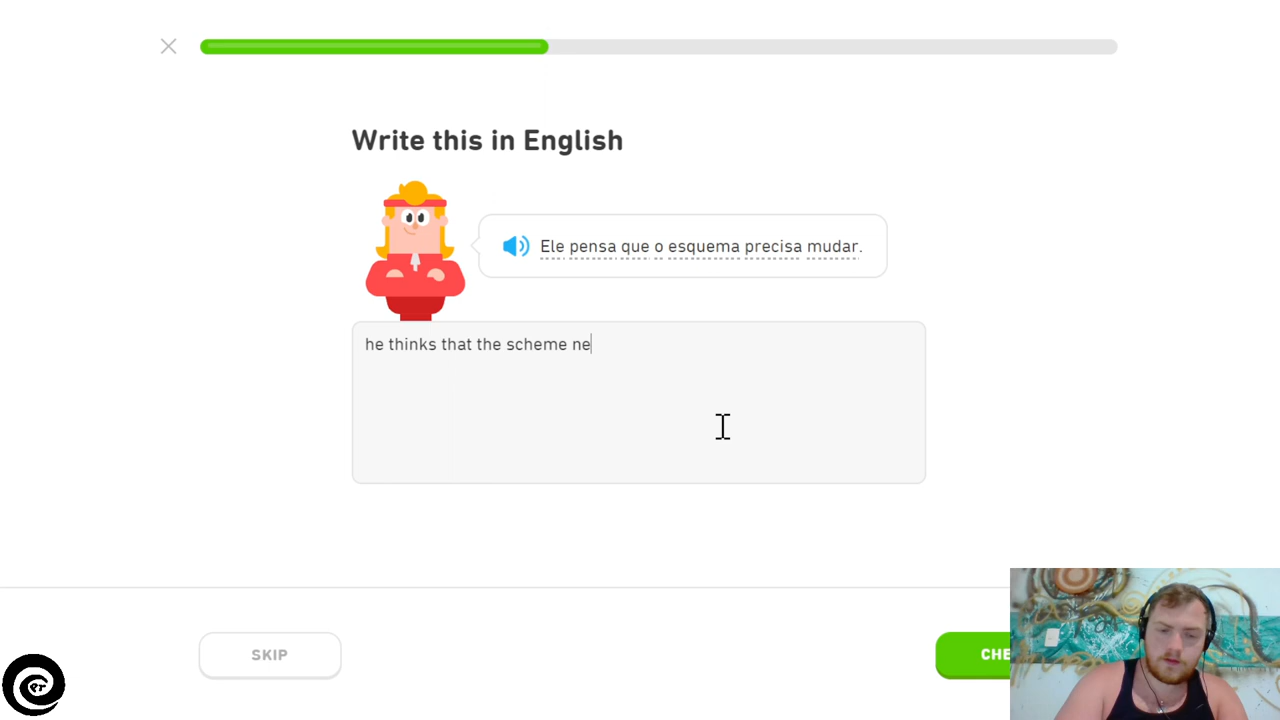 Write this in English
Ele pensa que o esquema precisa mudar.
he thinks that the scheme ne
SKIP
CHE